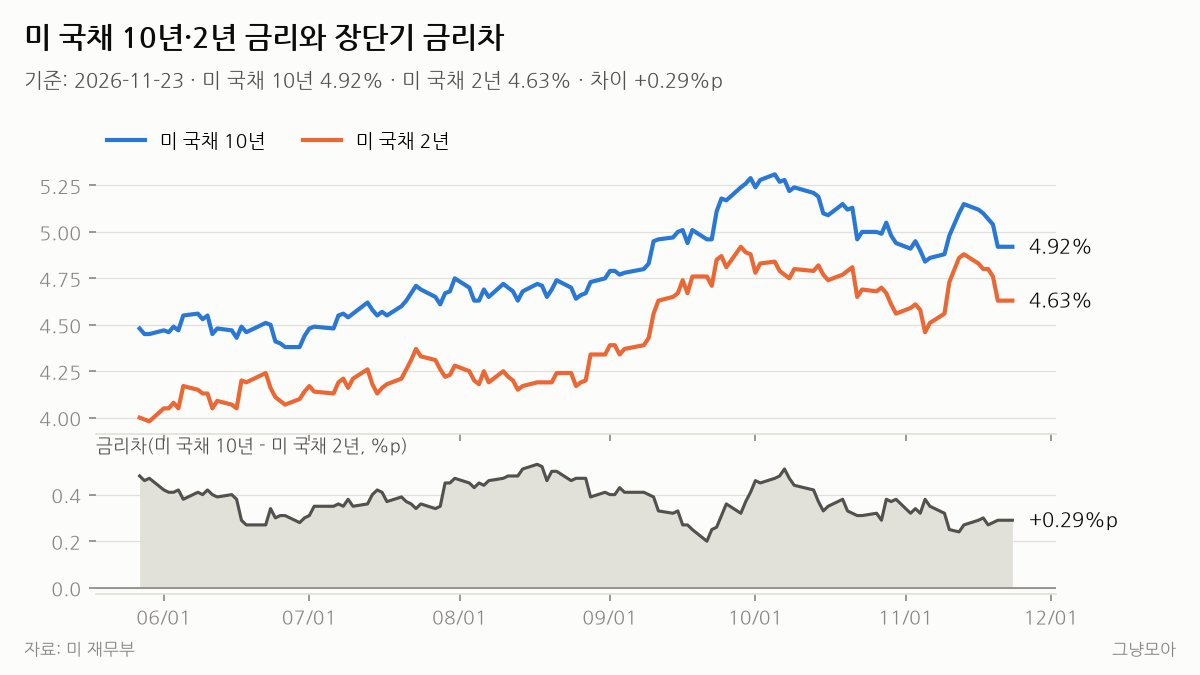 미 국채 10년·2년 금리와 장단기 금리차
기준: 2026-11-23 · 미 국채 10년 4.92% · 미 국채 2년 4.63% · 차이 +0.29%p
미 국채 10년
미 국채 2년
5.25
5.00
4.75
4.50
4.25
4.00
4.92%
4.63%
금리차(미 국채 10년 - 미 국채 2년, %p)
0.4
0.2
0.0
+0.29%p
06/01
07/01
08/01
09/01
10/01
11/01
12/01
자료: 미 재무부
그냥모아